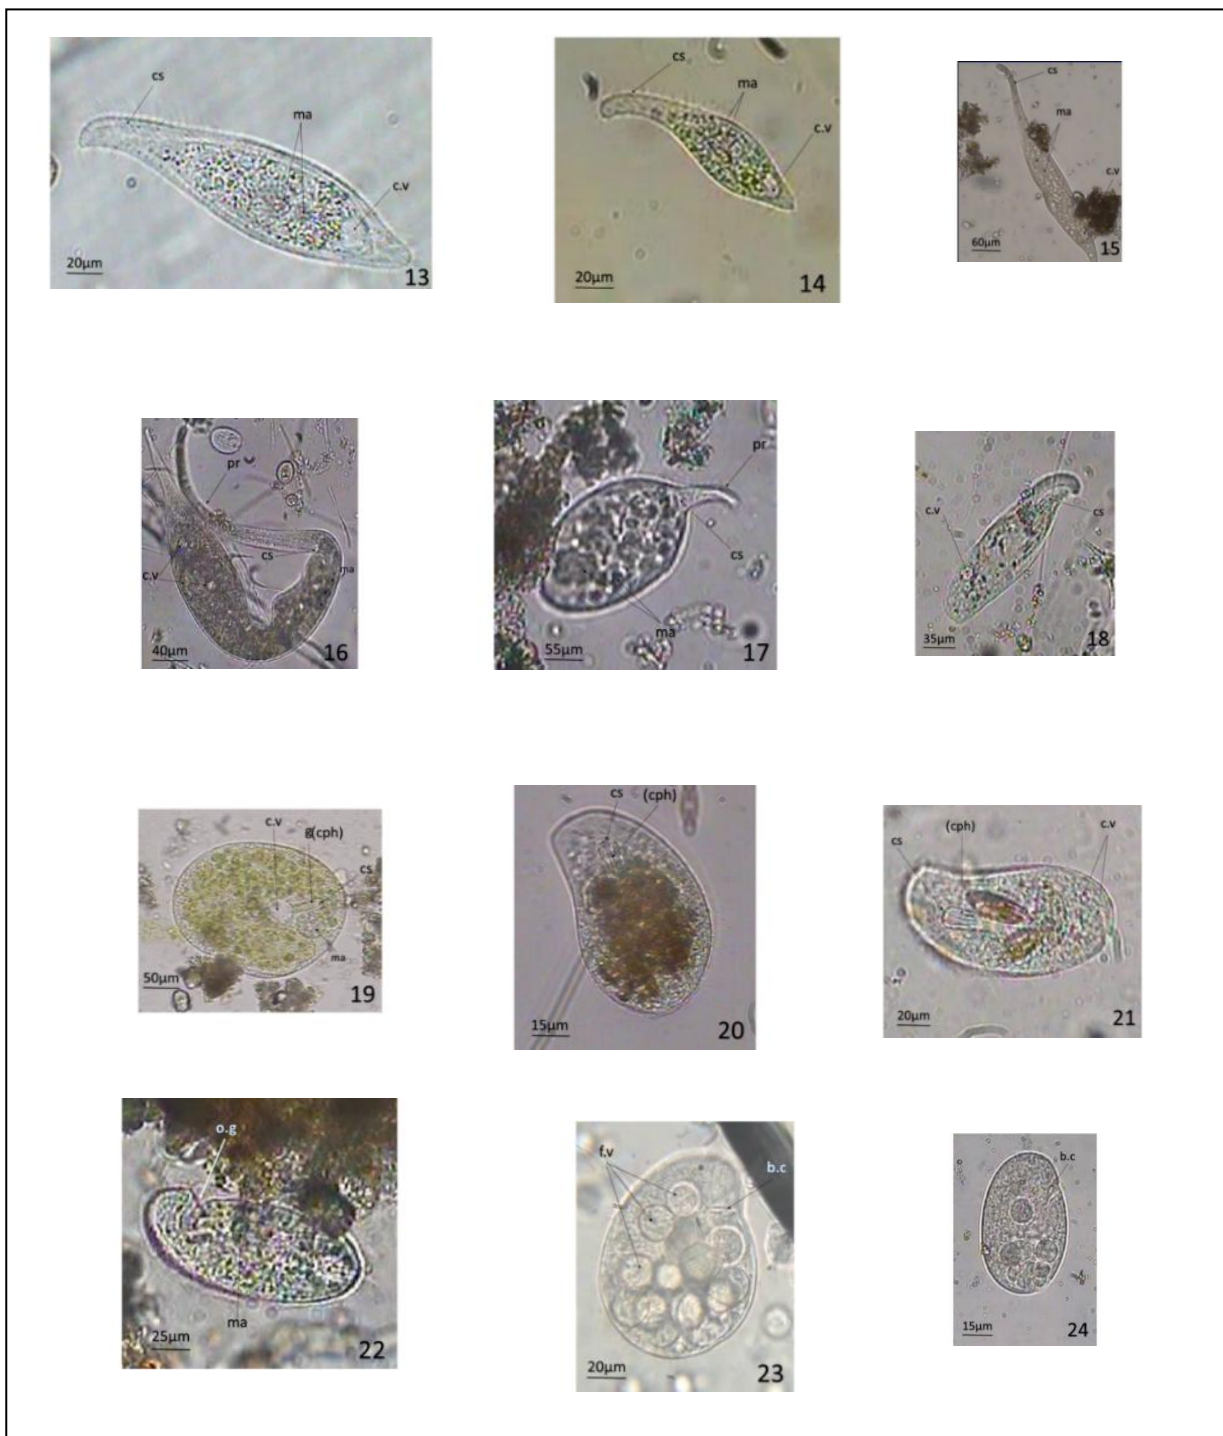 cs
ma
c.v
20µm
13
cs
ma
c.v
20µm
14
cs
ma
c.v
60µm
15
pr
cs
c.v
ma
40µm
16
pr
cs
ma
55µm
17
c.v
cs
35µm
18
c.v
g(cph)
cs
ma
50µm
19
cs (cph)
15µm
20
cs
(cph)
c.v
20µm
21
o.g
ma
25µm
22
f.v
b.c
20µm
23
b.c
15µm
24